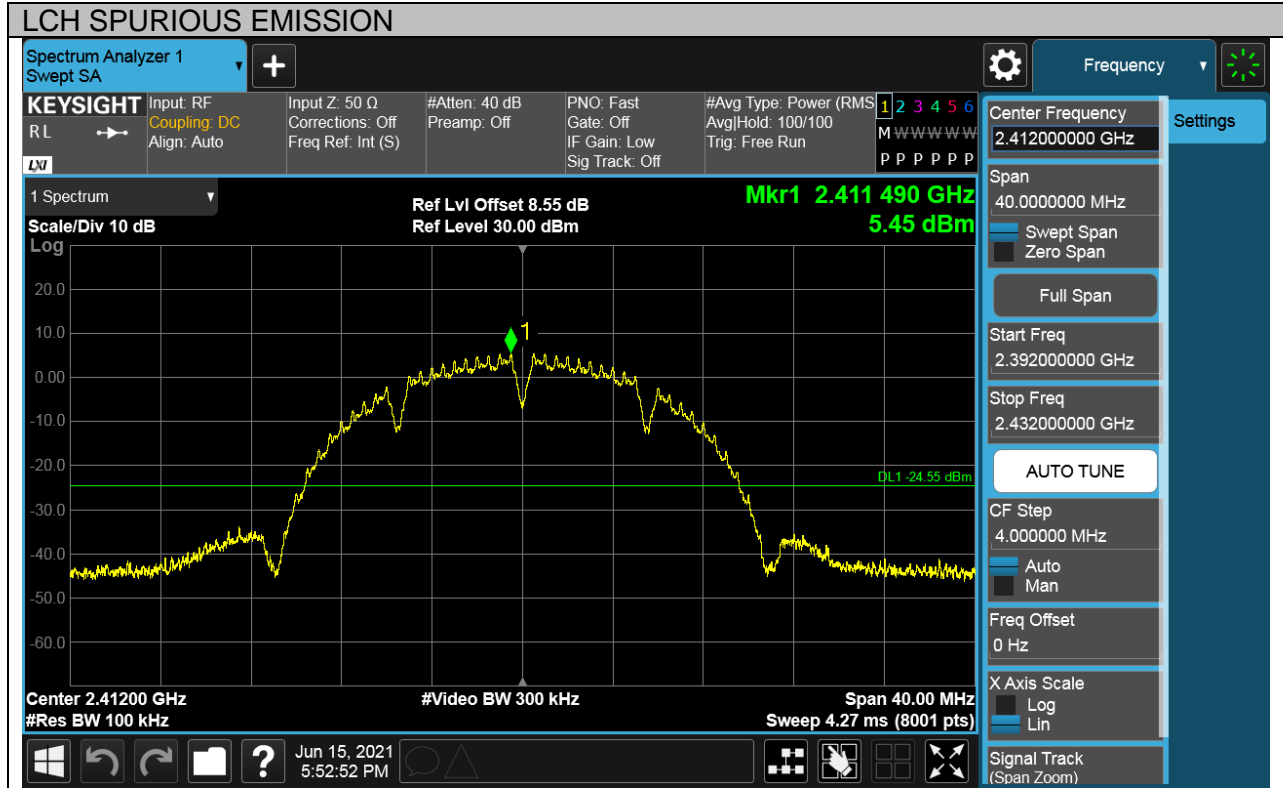 LCH SPURIOUS EMISSION
Spectrum Analyzer 1
Swept SA
Frequency
KEYSIGHT
R L
LXI
Input: RF
Coupling: DC
Align: Auto
Input Z: 50 Ω
Corrections: Off
Freq Ref: Int (S)
#Atten: 40 dB
Preamp: Off
PNO: Fast
Gate: Off
IF Gain: Low
Sig Track: Off
#Avg Type: Power (RMS
Avg|Hold: 100/100
Trig: Free Run
1 2 3 4 5 6
M W W W W W
P P P P P P
1 Spectrum
Scale/Div 10 dB
Ref Lvl Offset 8.55 dB
Ref Level 30.00 dBm
Mkr1 2.411 490 GHz
5.45 dBm
Log
20.0
10.0
0.00
-10.0
-20.0
-30.0
-40.0
-50.0
-60.0
1
DL1 -24.55 dBm
Center 2.41200 GHz
#Video BW 300 kHz
Span 40.00 MHz
#Res BW 100 kHz
Sweep 4.27 ms (8001 pts)
Center Frequency
2.412000000 GHz
Settings
Span
40.0000000 MHz
Swept Span
Zero Span
Full Span
Start Freq
2.392000000 GHz
Stop Freq
2.432000000 GHz
AUTO TUNE
CF Step
4.000000 MHz
Auto
Man
Freq Offset
0 Hz
X Axis Scale
Log
Lin
Signal Track
(Span Zoom)
?
Jun 15, 2021
5:52:52 PM